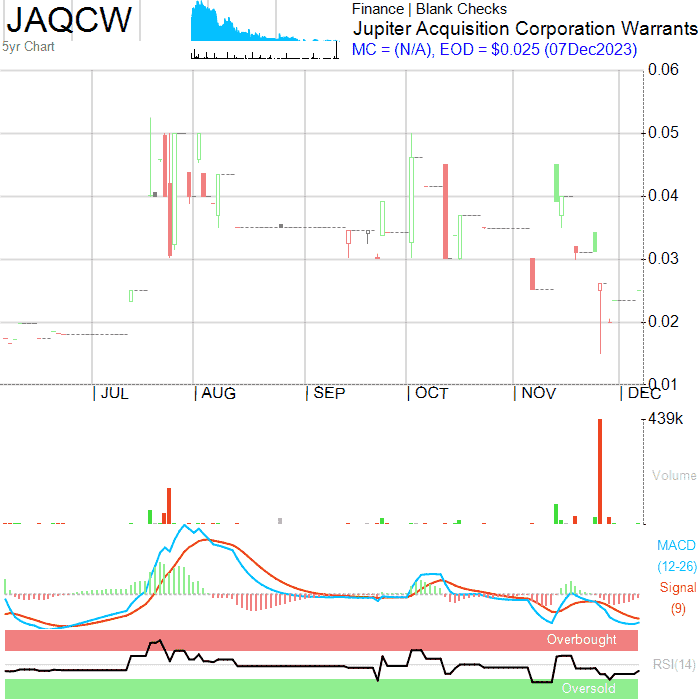 JAQCW
5yr Chart
Finance | Blank Checks
Jupiter Acquisition Corporation Warrants
MC = (N/A), EOD = $0.025 (07Dec2023)
0.06
0.05
0.04
0.03
0.02
0.01
JUL AUG SEP OCT NOV DEC
439k
Volume
MACD
(12-26)
Signal
(9)
Overbought
RSI(14)
Oversold